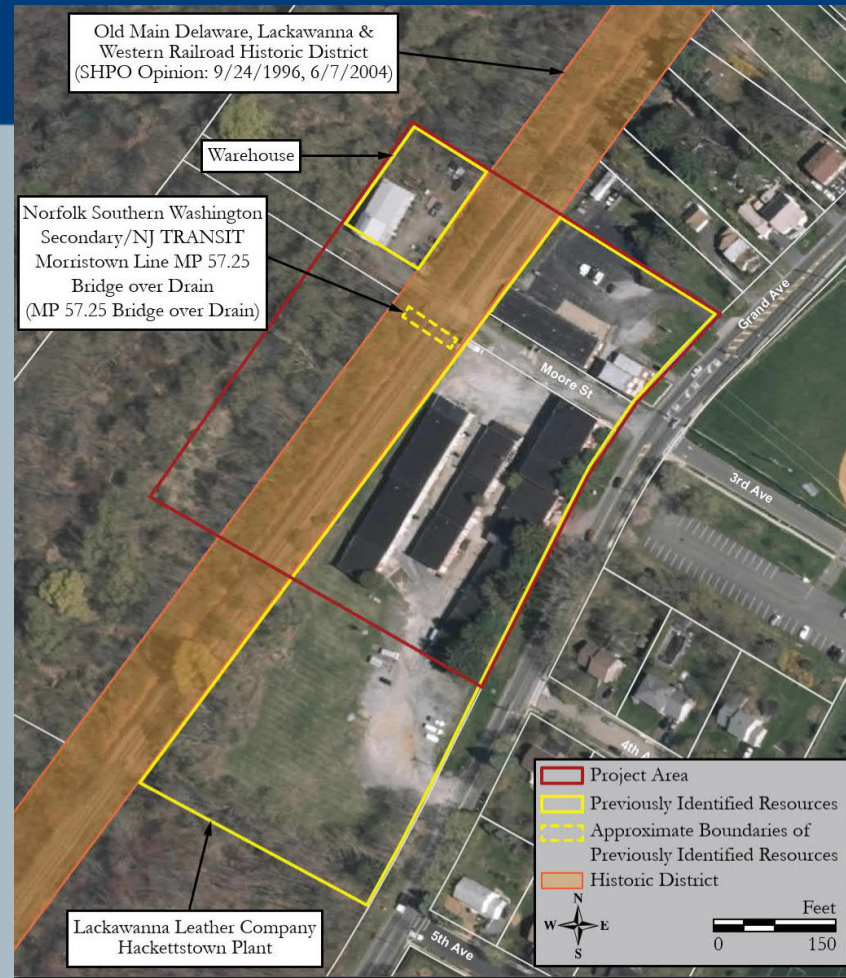 Old Main Delaware, Lackawanna &
Western Railroad Historic District
(SHPO Opinion: 9/24/1996, 6/7/2004)
Warehouse
Norfolk Southern Washington
Secondary/NJ TRANSIT
Morristown Line MP 57.25
Bridge over Drain
(MP 57.25 Bridge over Drain)
Grand Ave
Moore St
3rd Ave
4th A
5th Ave
Lackawanna Leather Company
Hackettstown Plant
Project Area
Previously Identified Resources
Approximate Boundaries of
Previously Identified Resources
Historic District
N
W E
S
Feet
0 150